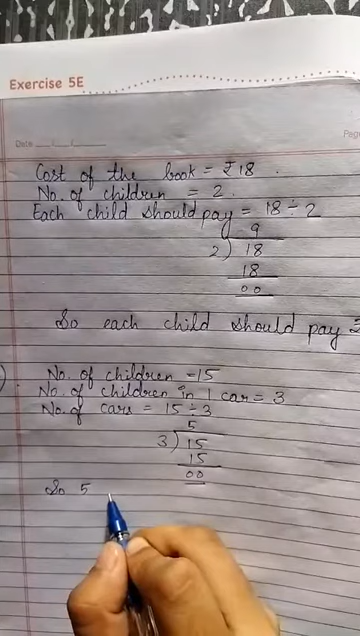 Exercise 5E
Date
Cost of the book = ₹ 18
No. of children = 2.
Each child should pay = 18 ÷ 2
9
2) 18
18
00
So each child should pay
No. of children = 15
No. of children in 1 car = 3
No. of cars = 15 ÷ 3
5
3) 15
15
00
So 5